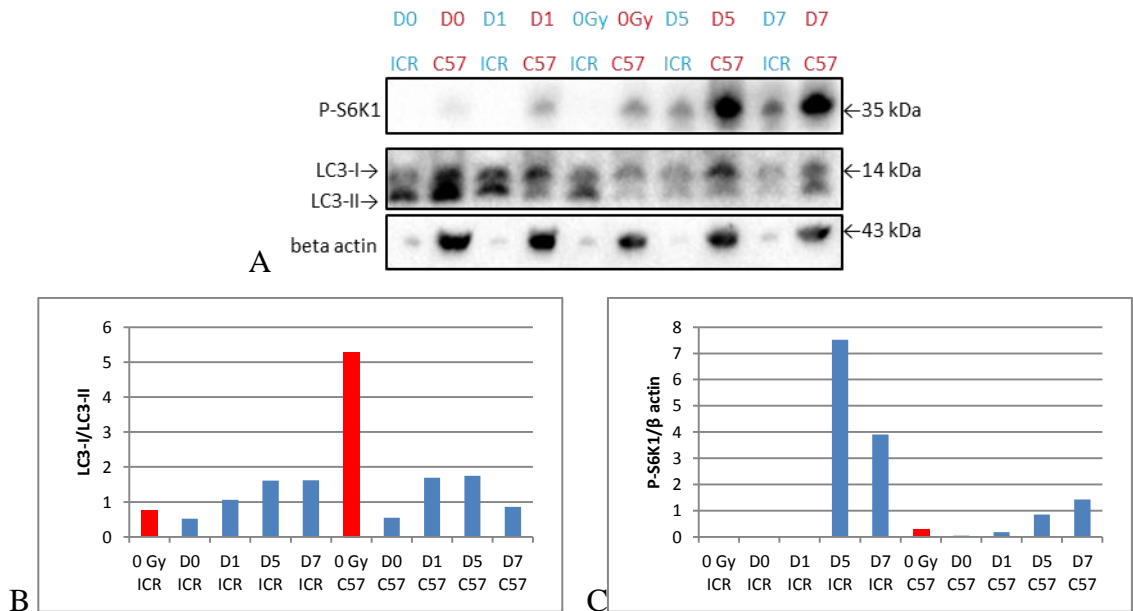 D0 D0 D1 D1 0Gy 0Gy D5 D5 D7 D7
ICR C57 ICR C57 ICR C57 ICR C57 ICR C57
P-S6K1 ←35 kDa
LC3-I→ ←14 kDa
LC3-II→
beta actin ←43 kDa
A
6
5
4
3
2
1
0
LC3-I/LC3-II
0 Gy D0 D1 D5 D7 0 Gy D0 D1 D5 D7
ICR ICR ICR ICR ICR C57 C57 C57 C57 C57
B
8
7
6
5
4
3
2
1
0
P-S6K1/β actin
0 Gy D0 D1 D5 D7 0 Gy D0 D1 D5 D7
ICR ICR ICR ICR ICR C57 C57 C57 C57 C57
C